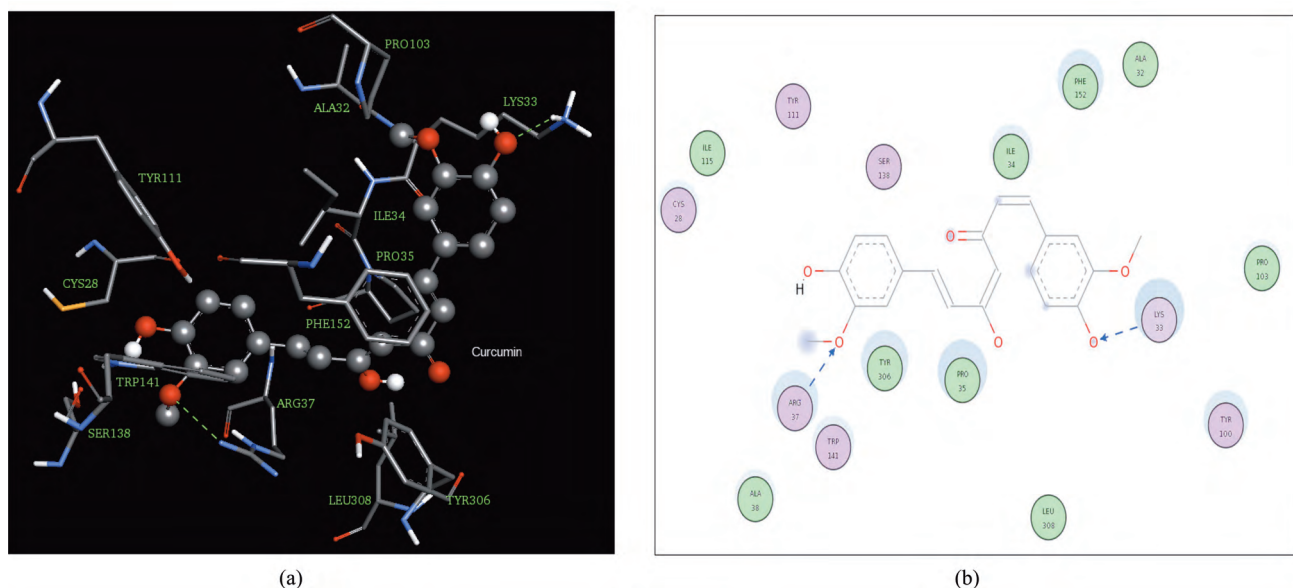 PRO103
ALA32
LYS33
TYR111
ILE34
PRO35
CYS28
PHE152
Curcumin
TRP141
ARG37
SER138
LEU308
TYR306
(a)
ALA
32
PHE
152
TYR
111
ILE
34
ILE
115
SER
138
CYS
28
O
O
PRO
103
O
H
LYS
33
O
O
O
TYR
306
PRO
35
ARG
37
TYR
100
TRP
141
ALA
38
LEU
308
(b)